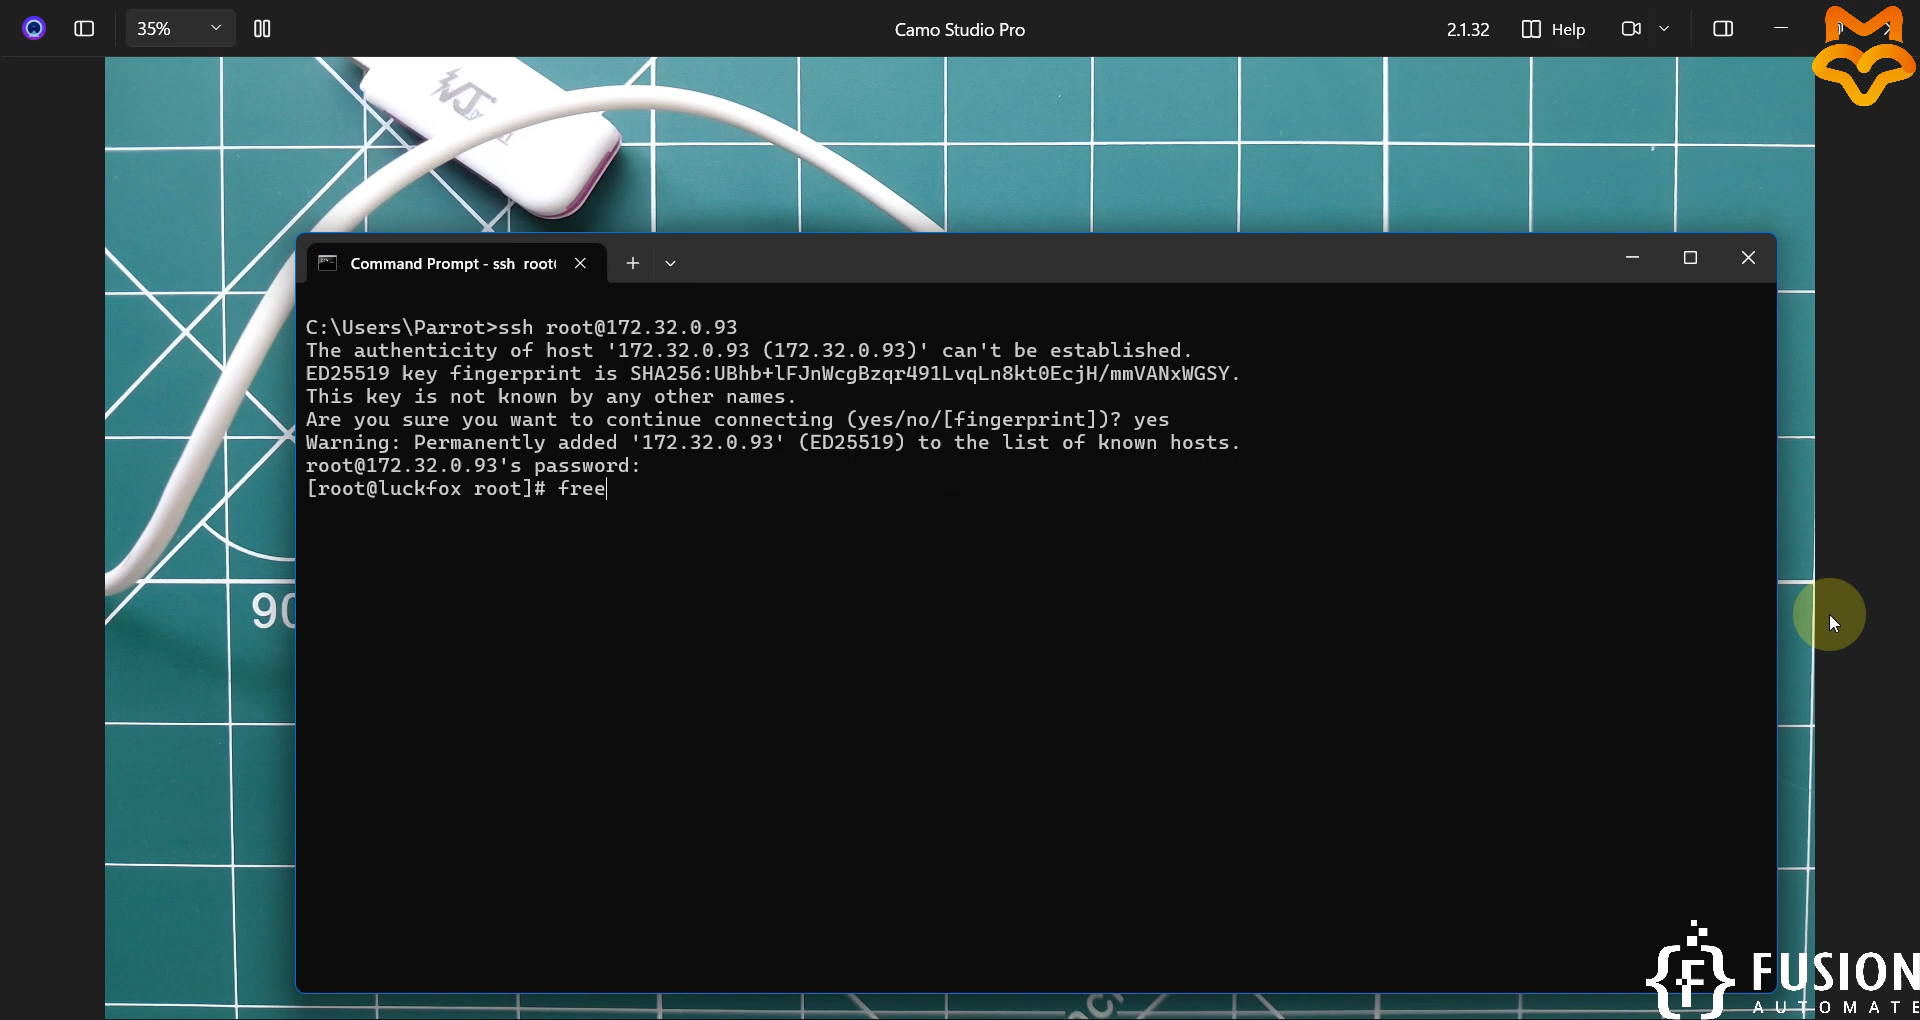 35%
Camo Studio Pro
2.1.32
Help
WJ
Command Prompt - ssh root(
C:\Users\Parrot>ssh root@172.32.0.93
The authenticity of host '172.32.0.93 (172.32.0.93)' can't be established.
ED25519 key fingerprint is SHA256:UBhb+lFJnWcgBzqr491LvqLn8kt0EcjH/mmVANxWGSY.
This key is not known by any other names.
Are you sure you want to continue connecting (yes/no/[fingerprint])? yes
Warning: Permanently added '172.32.0.93' (ED25519) to the list of known hosts.
root@172.32.0.93's password:
[root@luckfox root]# free
90
{F} FUSION
AUTOMATE